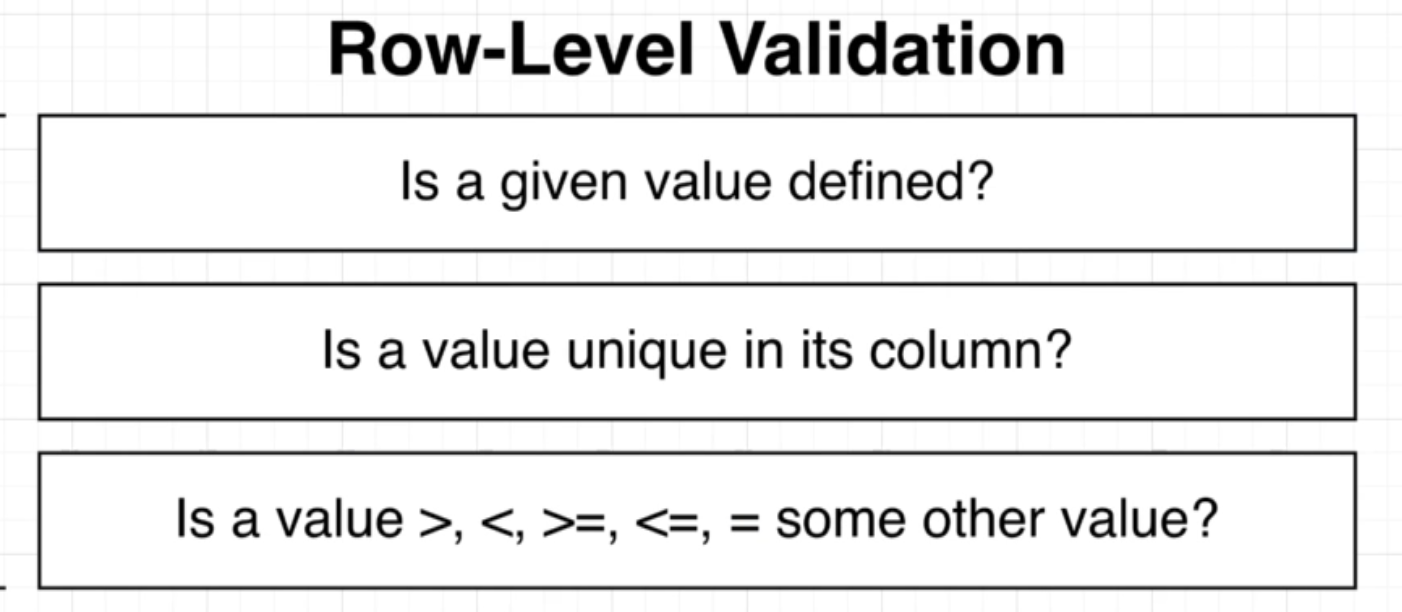 Row-Level Validation
Is a given value defined?
Is a value unique in its column?
Is a value >, <, >=, <=, = some other value?